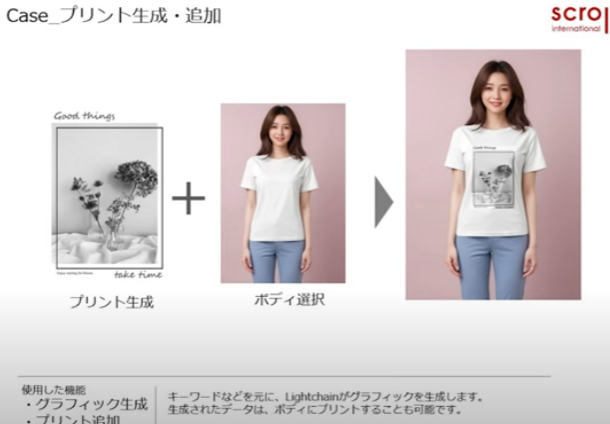 Case_プリント生成・追加
scro
international
Good things
take time
Good things
プリント生成
ボディ選択
使用した機能
・グラフィック生成
・プリント追加
キーワードなどを元に、Lightchainがグラフィックを生成します。
生成されたデータは、ボディにプリントすることも可能です。